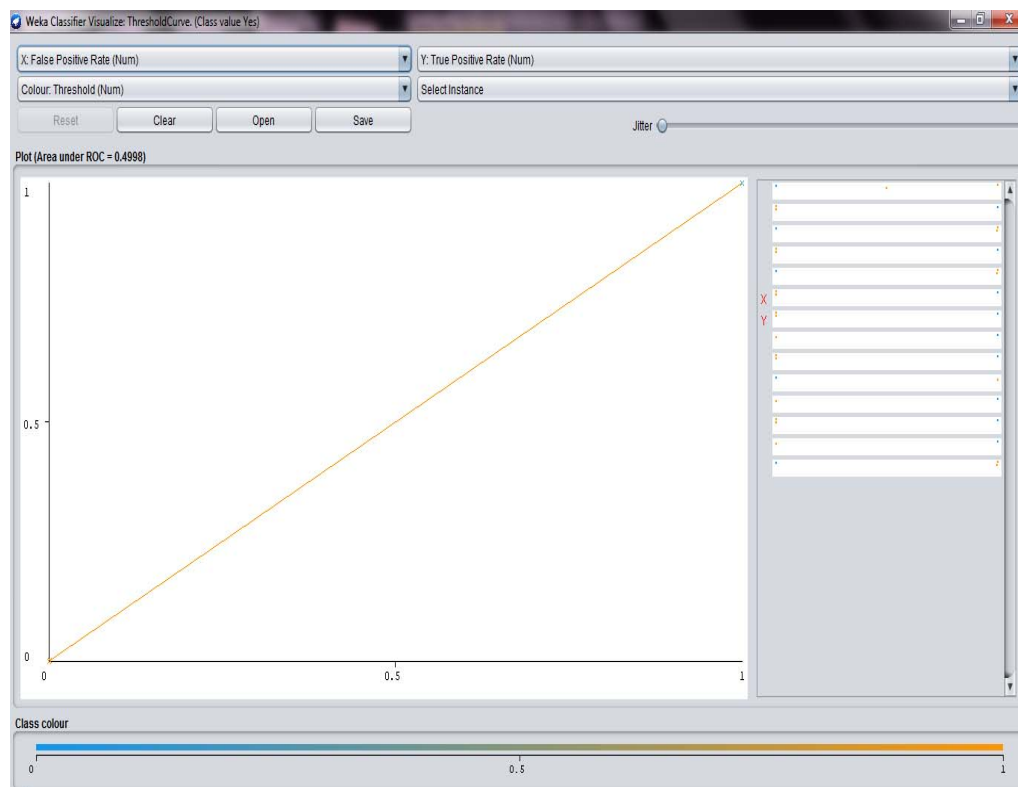 Weka Classifier Visualize: ThresholdCurve. (Class value Yes)
X: False Positive Rate (Num)
Y: True Positive Rate (Num)
Colour: Threshold (Num)
Select Instance
Reset
Clear
Open
Save
Jitter
Plot (Area under ROC = 0.4998)
1
0.5
0
0
0.5
1
X
Y
Class colour
0
0.5
1